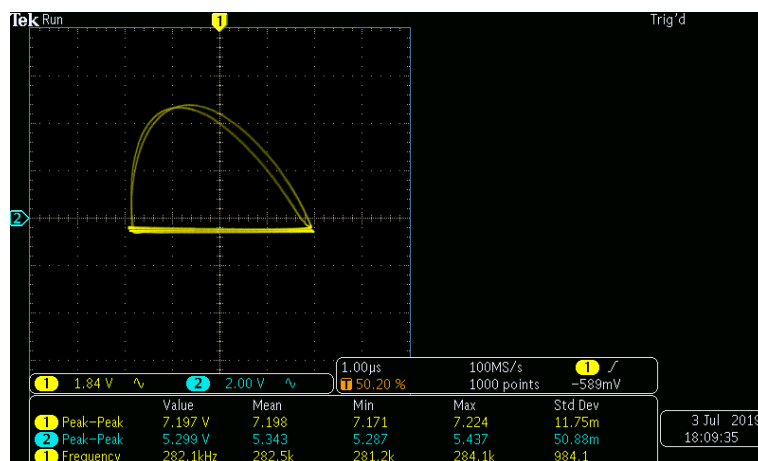 Tek Run 1 Trig'd
2
1.00µs 100MS/s 1 ʃ
1 1.84 V ∿ 2 2.00 V ∿ T 50.20 % 1000 points −589mV
Value Mean Min Max Std Dev
1 Peak−Peak 7.197 V 7.198 7.171 7.224 11.75m
2 Peak−Peak 5.299 V 5.343 5.287 5.437 50.88m
1 Frequency 282.1kHz 282.5k 281.2k 284.1k 984.1
3 Jul 2019
18:09:35